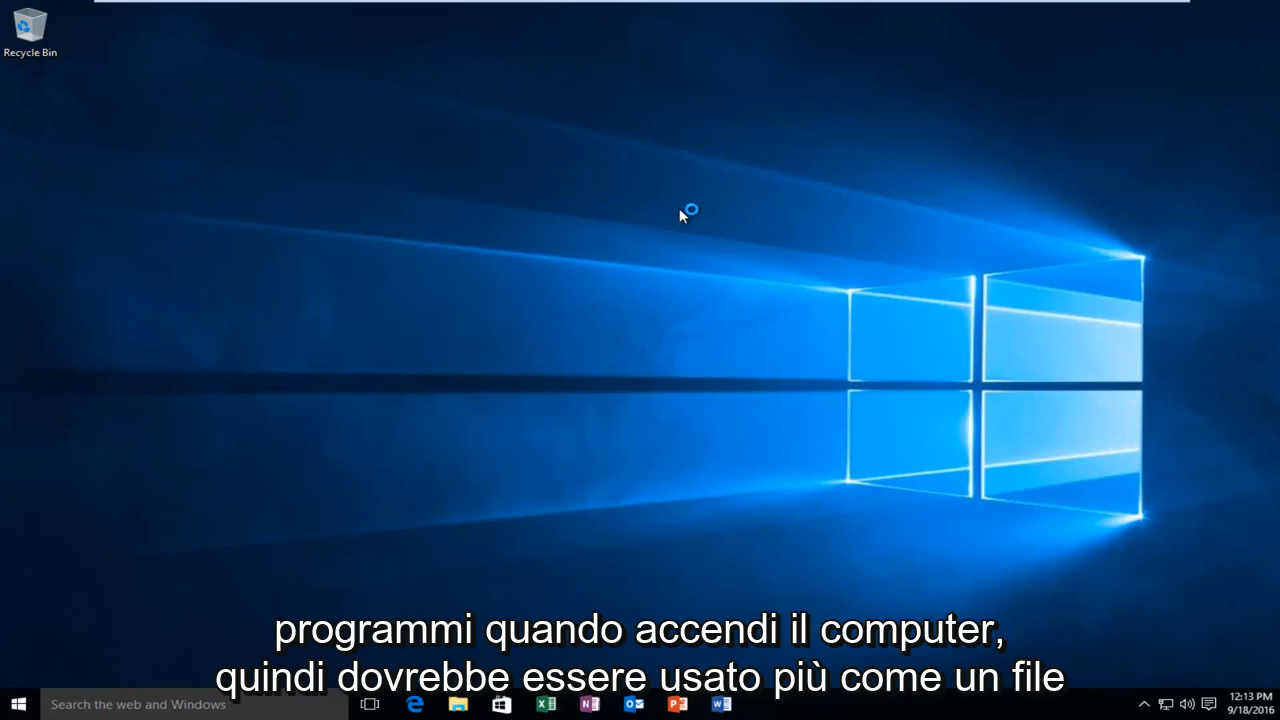 Recycle Bin
programmi quando accendi il computer,
quindi dovrebbe essere usato più come un file
Search the web and Windows
12:13 PM
9/18/2016